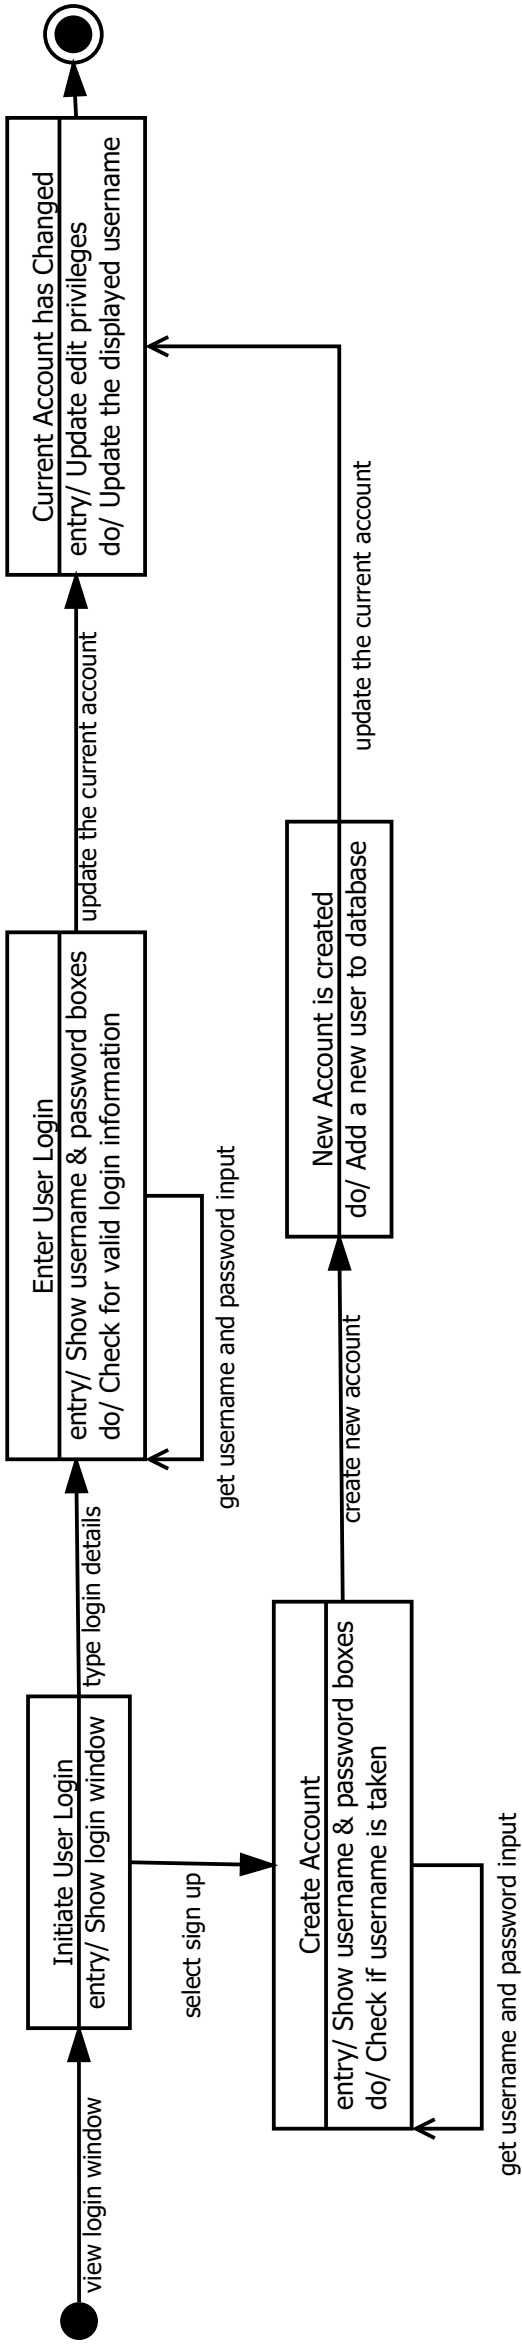 view login window
Initiate User Login
entry/ Show login window
type login details
Enter User Login
entry/ Show username & password boxes
do/ Check for valid login information
get username and password input
update the current account
Current Account has Changed
entry/ Update edit privileges
do/ Update the displayed username
select sign up
Create Account
entry/ Show username & password boxes
do/ Check if username is taken
get username and password input
create new account
New Account is created
do/ Add a new user to database
update the current account